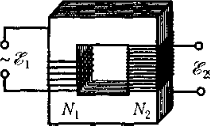 ~ ℰ₁
ℰ₂
N₁ N₂